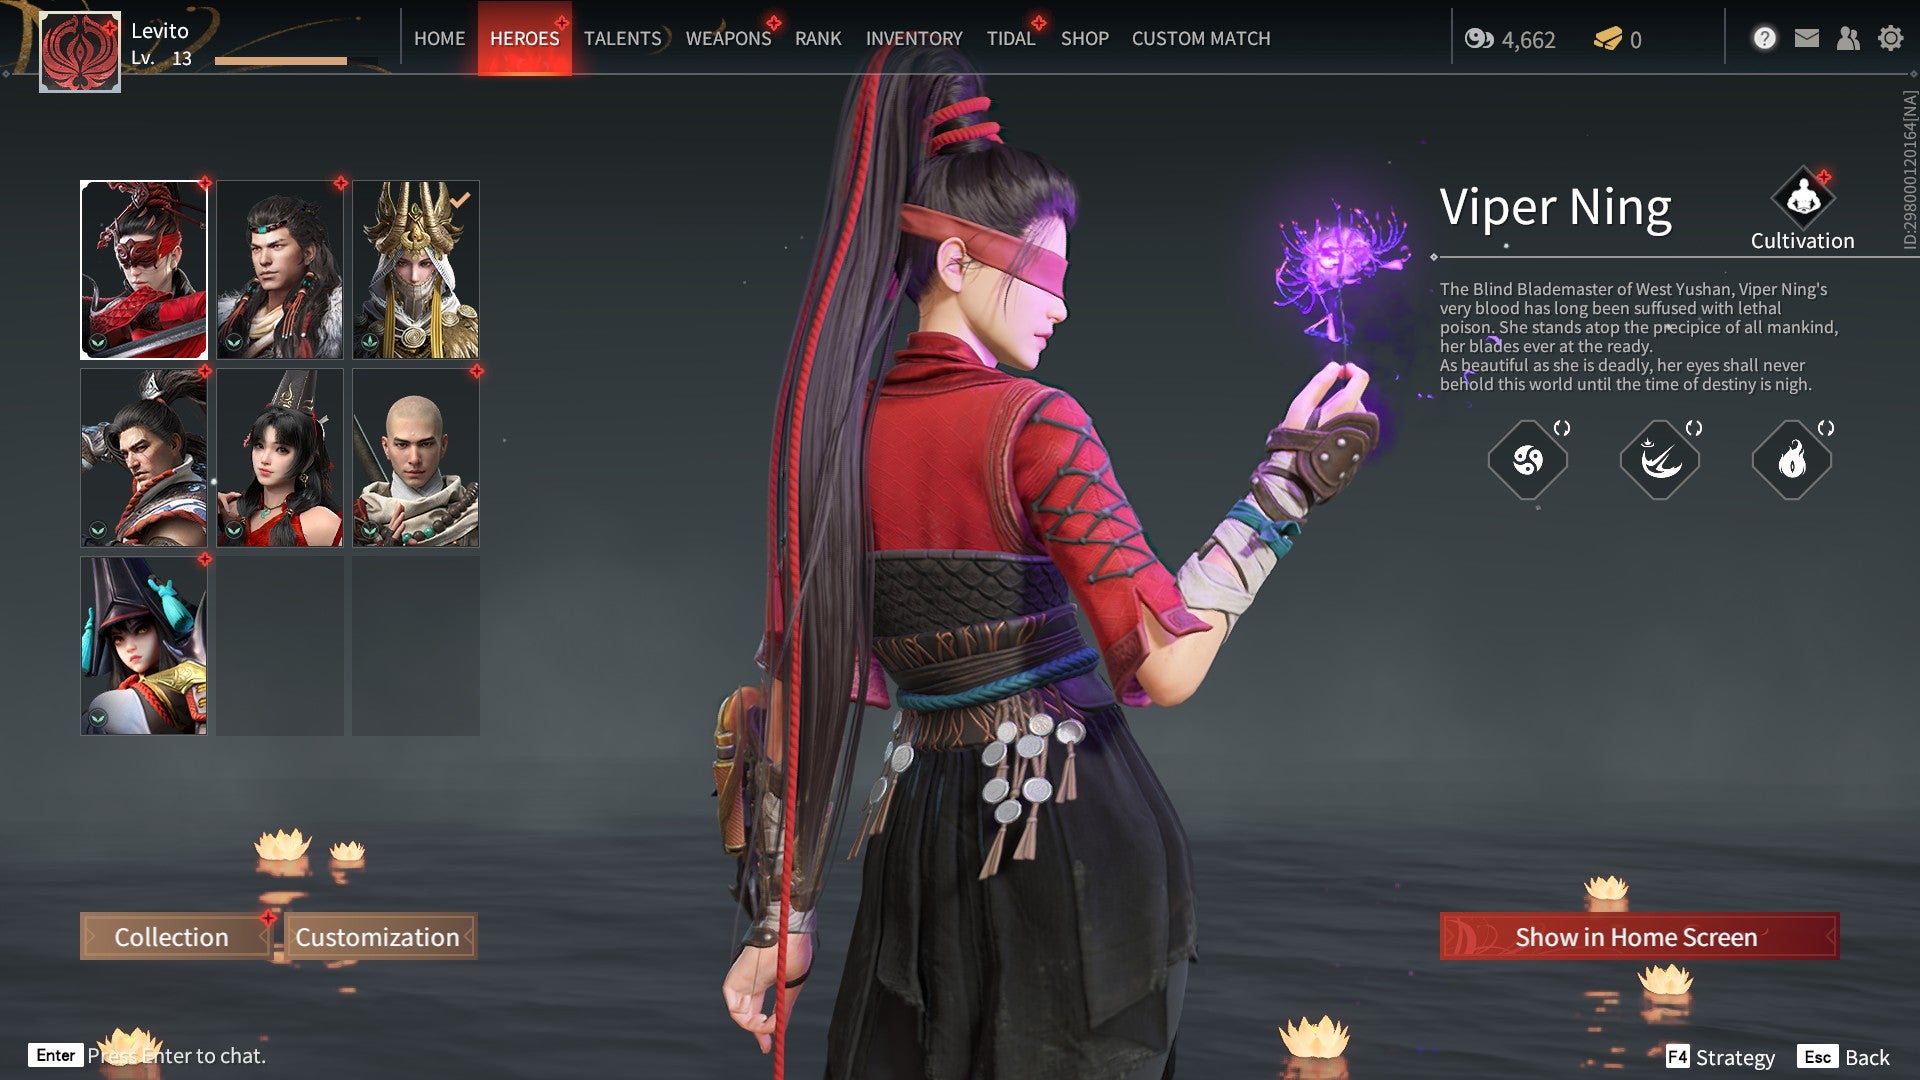 Levito
Lv. 13
HOME HEROES TALENTS WEAPONS RANK INVENTORY TIDAL SHOP CUSTOM MATCH
4,662 0
ID:298000120164[NA]
Viper Ning
Cultivation
The Blind Blademaster of West Yushan, Viper Ning's
very blood has long been suffused with lethal
poison. She stands atop the precipice of all mankind,
her blades ever at the ready.
As beautiful as she is deadly, her eyes shall never
behold this world until the time of destiny is nigh.
Collection Customization
Show in Home Screen
Enter Press Enter to chat.
F4 Strategy Esc Back